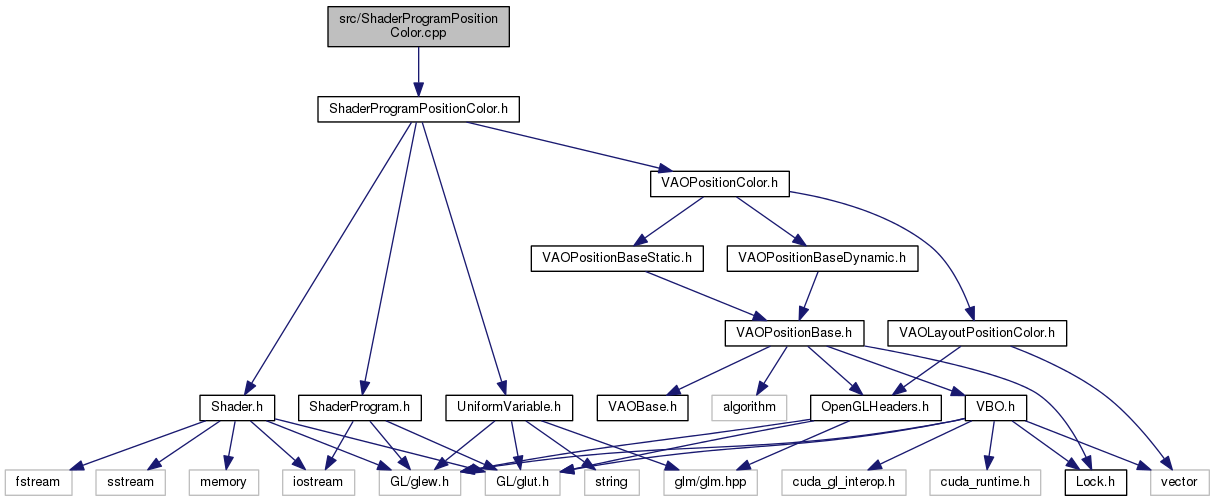 src/ShaderProgramPosition
Color.cpp
ShaderProgramPositionColor.h
VAOPositionColor.h
VAOPositionBaseStatic.h
VAOPositionBaseDynamic.h
VAOPositionBase.h
VAOLayoutPositionColor.h
Shader.h
ShaderProgram.h
UniformVariable.h
VAOBase.h
algorithm
OpenGLHeaders.h
VBO.h
fstream
sstream
memory
iostream
GL/glew.h
GL/glut.h
string
glm/glm.hpp
cuda_gl_interop.h
cuda_runtime.h
Lock.h
vector